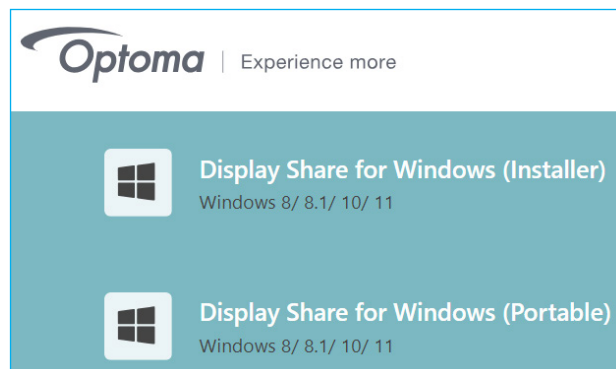 Optoma | Experience more
Display Share for Windows (Installer)
Windows 8/ 8.1/ 10/ 11
Display Share for Windows (Portable)
Windows 8/ 8.1/ 10/ 11